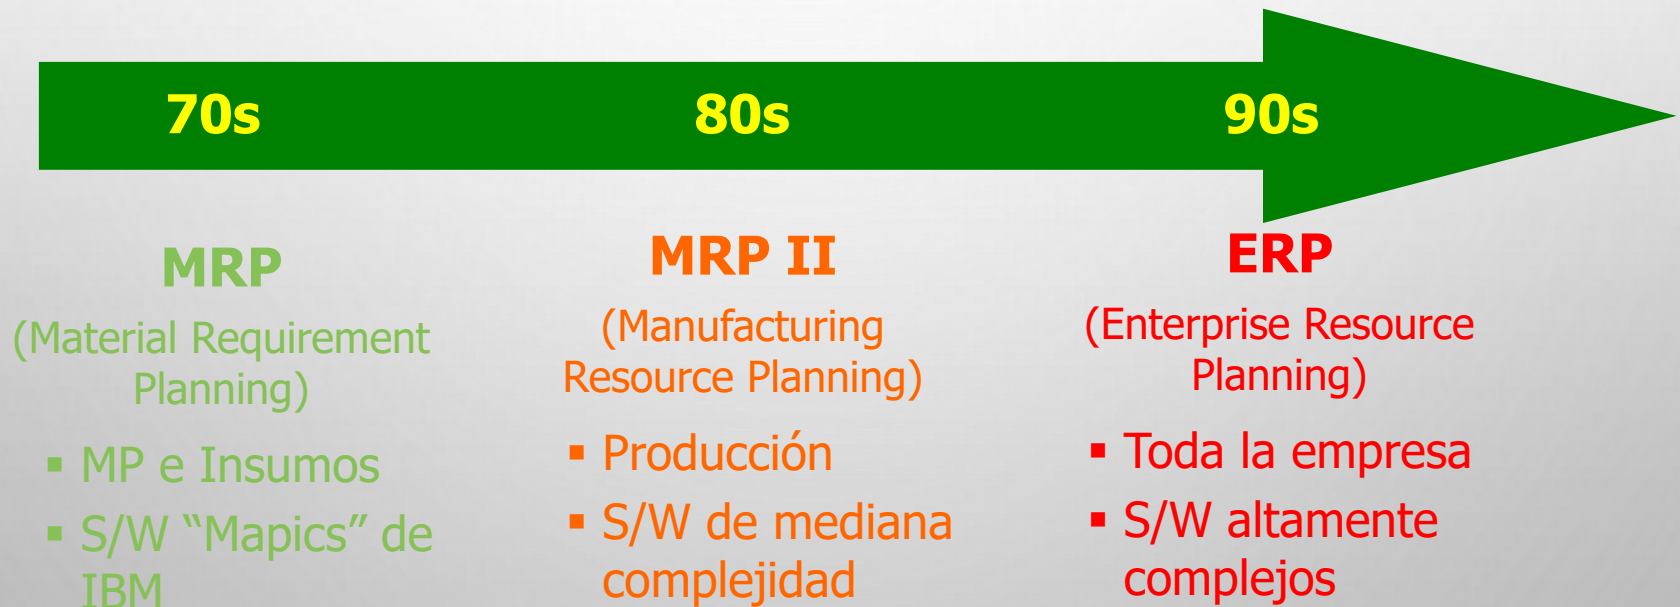 70s
80s
90s
MRP
(Material Requirement
Planning)
▪ MP e Insumos
▪ S/W “Mapics” de
IBM
MRP II
(Manufacturing
Resource Planning)
▪ Producción
▪ S/W de mediana
complejidad
ERP
(Enterprise Resource
Planning)
▪ Toda la empresa
▪ S/W altamente
complejos